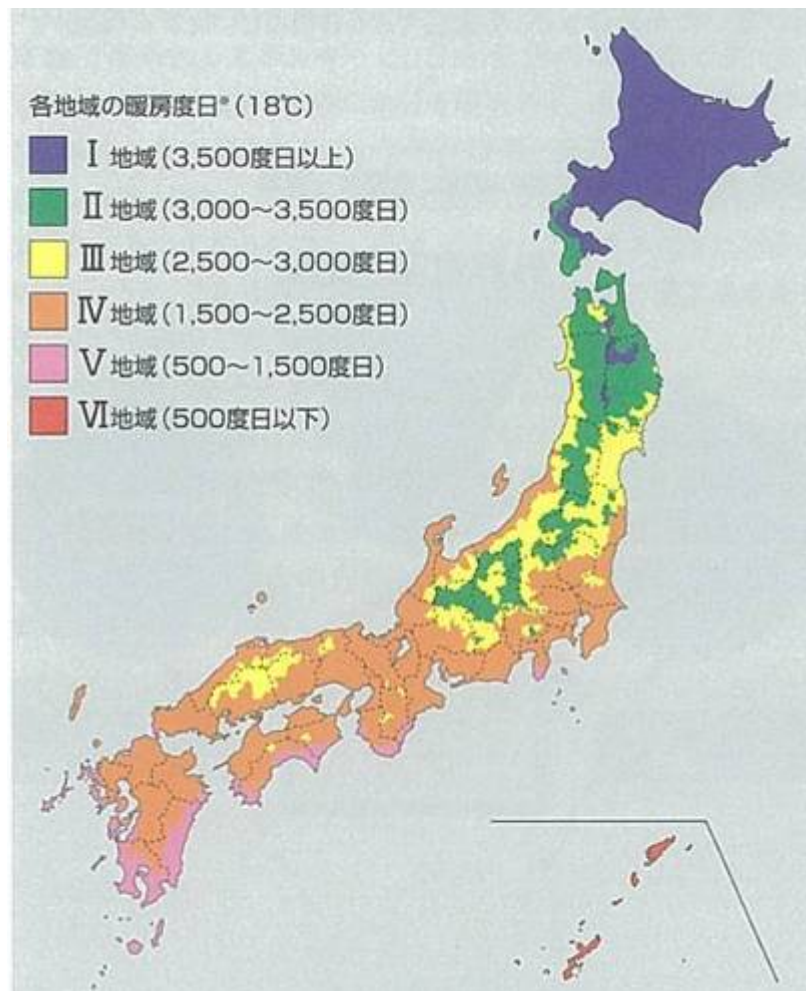 各地域の暖房度日*(18℃)
Ⅰ 地域(3,500度日以上)
Ⅱ 地域(3,000～3,500度日)
Ⅲ 地域(2,500～3,000度日)
Ⅳ 地域(1,500～2,500度日)
Ⅴ 地域(500～1,500度日)
Ⅵ 地域(500度日以下)